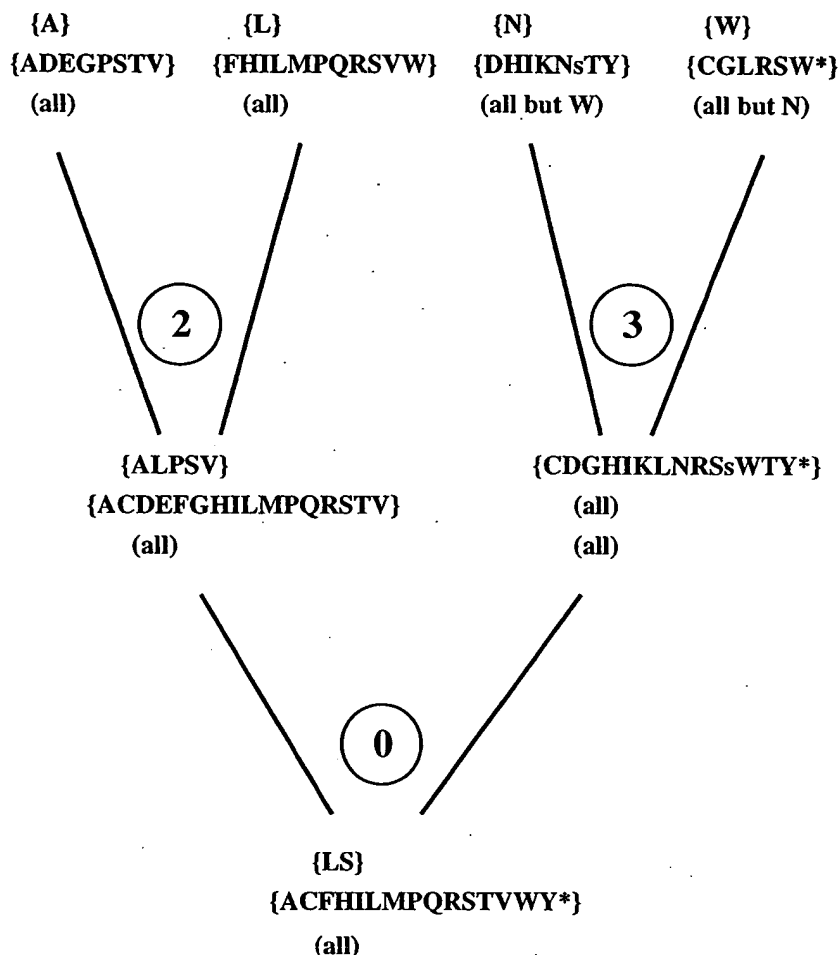 {A} {L} {N} {W}
{ADEGPSTV} {FHILMPQRSVW} {DHIKNsTY} {CGLRSW*}
(all) (all) (all but W) (all but N)
2 3
{ALPSV} {CDGHIKLNRSsWTY*}
{ACDEFGHILMPQRSTV} (all)
(all) (all)
0
{LS}
{ACFHILMPQRSTVWY*}
(all)